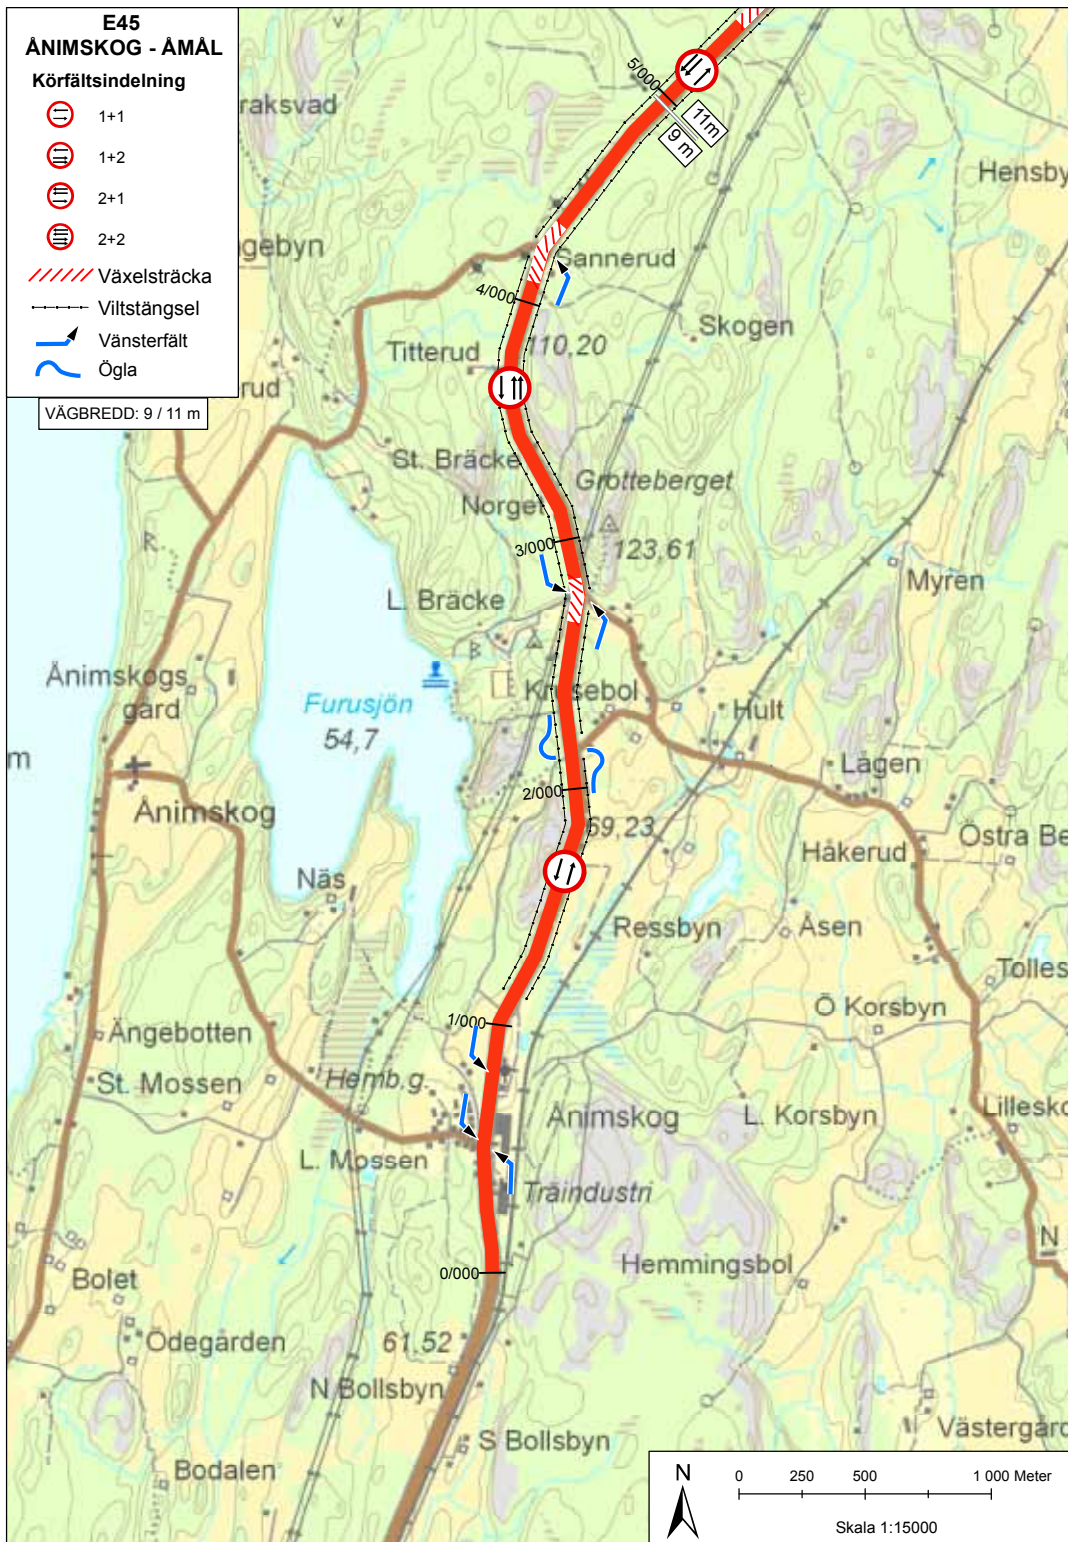 E45
ÅNIMSKOG - ÅMÅL
Körfältsindelning
1+1
1+2
2+1
2+2
Växelsträcka
Viltstängsel
Vänsterfält
Ögla
VÄGBREDD: 9 / 11 m
raksvad
5/000
11m
9 m
Hensby
gebyn
Sannerud
4/000
Skogen
110,20
Titterud
rud
St. Bräcke
Grotteberget
Norget
3/000
123,61
Myren
L. Bräcke
R
R
Ånimskogs
gård
Furusjön
54,7
Hult
m
Lågen
2/000
Ånimskog
59,23
Östra Be
Håkerud
Näs
Ressbyn
Åsen
Tolles
1/000
Ängebotten
Ö Korsbyn
St. Mossen
Hemb.g.
Ånimskog
L. Korsbyn
Lillesko
L. Mossen
Träindustri
N
0/000
Hemmingsbol
Bolet
Ödegården
61,52
N Bollsbyn
Västergård
S Bollsbyn
Bodalen
N
0 250 500 1 000 Meter
Skala 1:15000